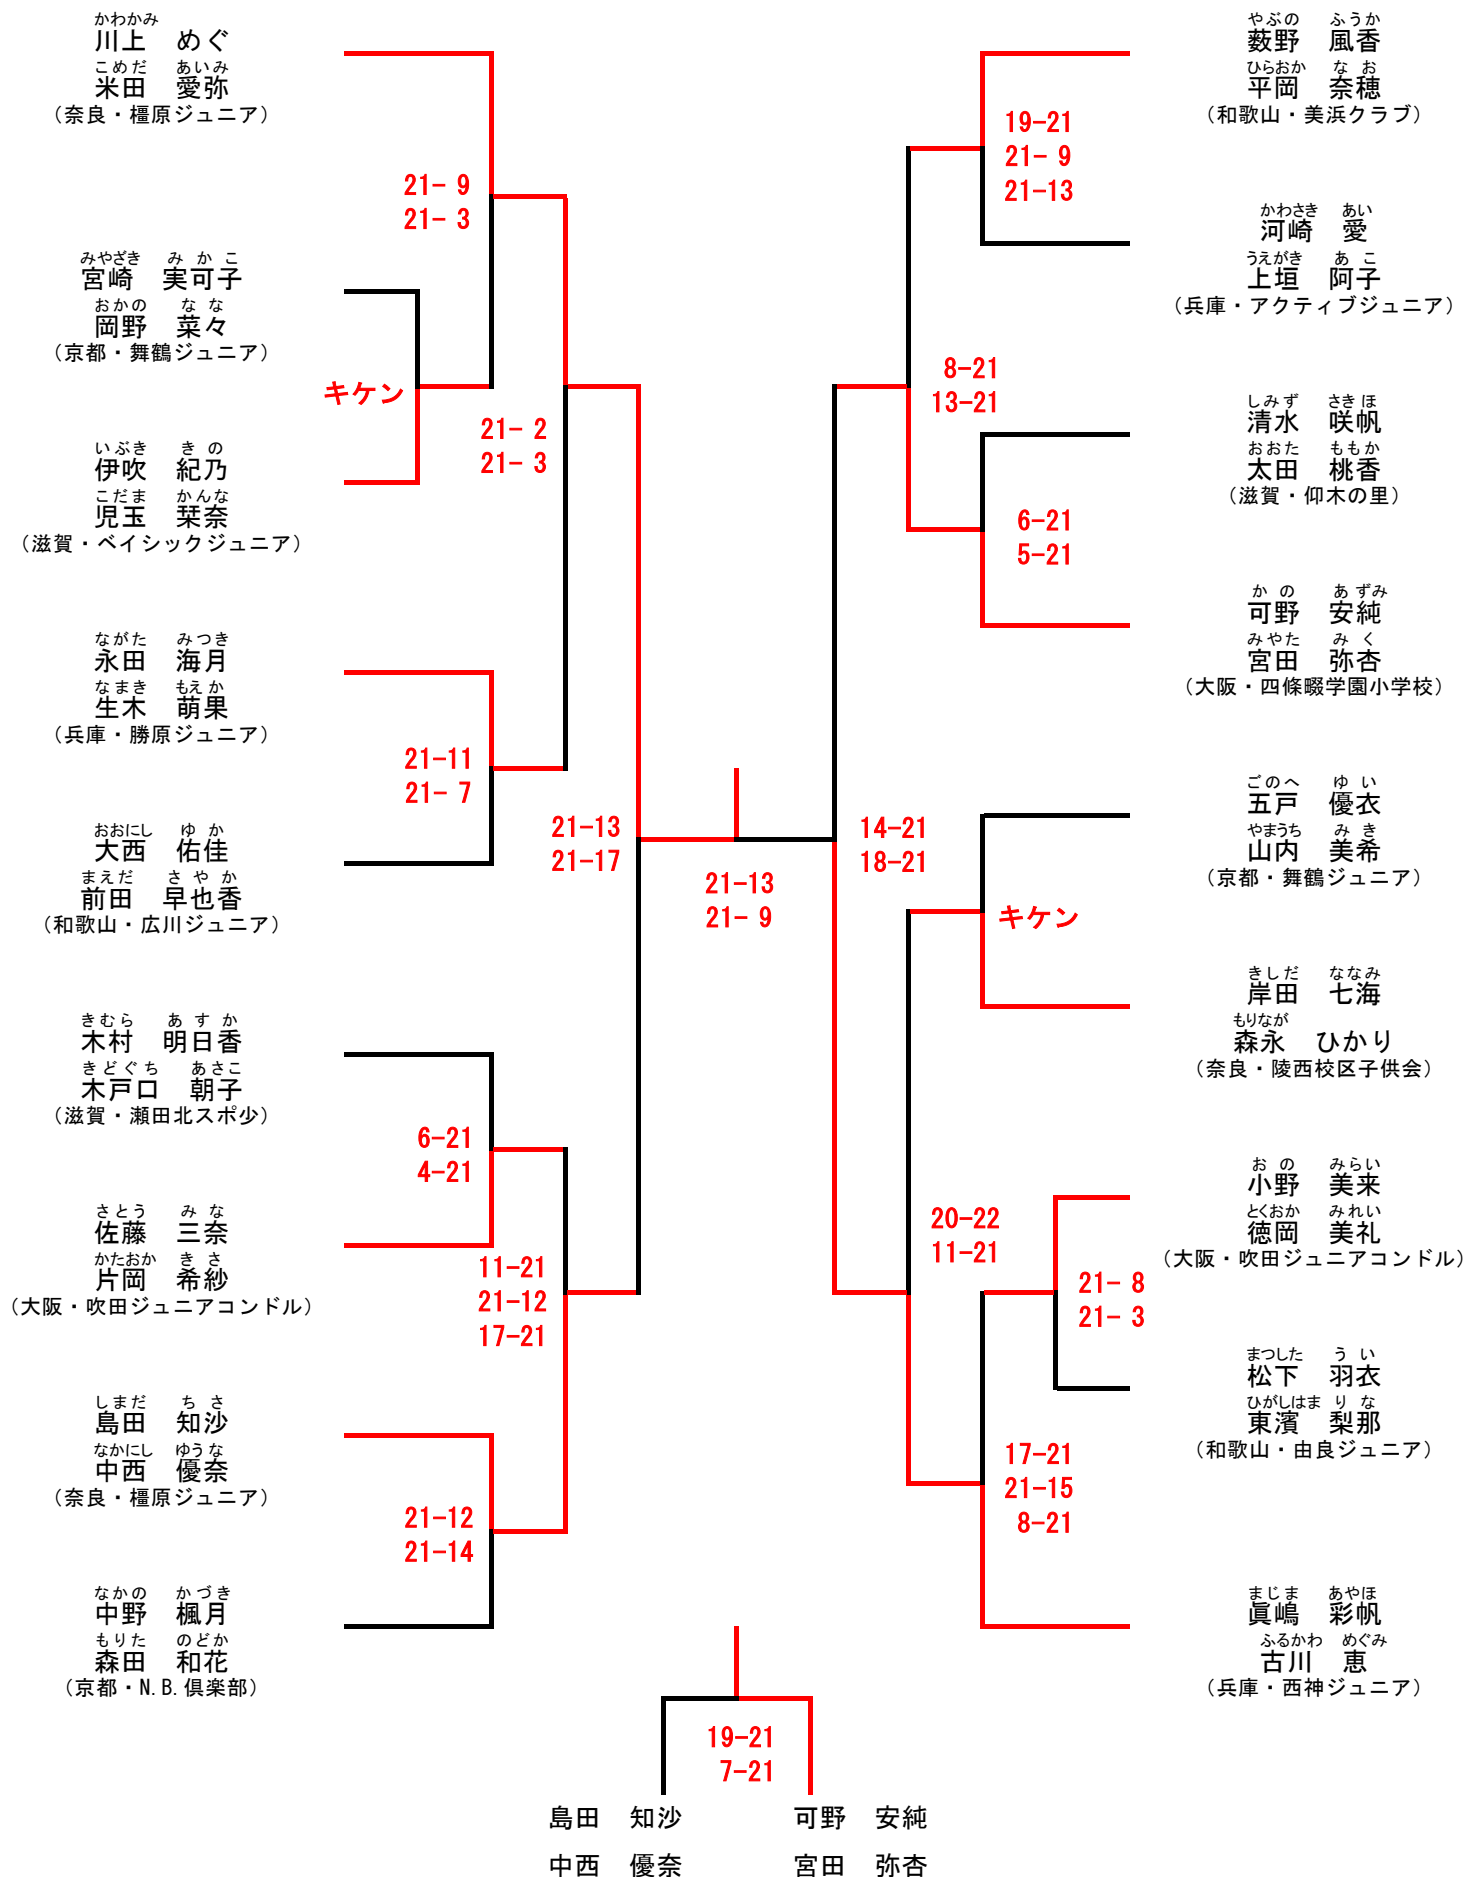 かわかみ
川上 めぐ
こめだ あいみ
米田 愛弥
（奈良・橿原ジュニア）
21- 9
21- 3
みやざき みかこ
宮崎 実可子
おかの なな
岡野 菜々
（京都・舞鶴ジュニア）
キケン
いぶき きの
伊吹 紀乃
こだま かんな
児玉 栞奈
（滋賀・ベイシックジュニア）
21- 2
21- 3
ながた みつき
永田 海月
なまき もえか
生木 萌果
（兵庫・勝原ジュニア）
21-11
21- 7
おおにし ゆか
大西 佑佳
まえだ さやか
前田 早也香
（和歌山・広川ジュニア）
21-13
21-17
きむら あすか
木村 明日香
きどぐち あさこ
木戸口 朝子
（滋賀・瀬田北スポ少）
6-21
4-21
さとう みな
佐藤 三奈
かたおか きさ
片岡 希紗
（大阪・吹田ジュニアコンドル）
11-21
21-12
17-21
しまだ ちさ
島田 知沙
なかにし ゆうな
中西 優奈
（奈良・橿原ジュニア）
21-12
21-14
なかの かづき
中野 楓月
もりた のどか
森田 和花
（京都・N.B.倶楽部）
21-13
21- 9
やぶの ふうか
薮野 風香
ひらおか なお
平岡 奈穂
（和歌山・美浜クラブ）
19-21
21- 9
21-13
かわさき あい
河崎 愛
うえがき あこ
上垣 阿子
（兵庫・アクティブジュニア）
8-21
13-21
しみず さきほ
清水 咲帆
おおた ももか
太田 桃香
（滋賀・仰木の里）
6-21
5-21
かの あずみ
可野 安純
みやた みく
宮田 弥杏
（大阪・四條畷学園小学校）
14-21
18-21
ごのへ ゆい
五戸 優衣
やまうち みき
山内 美希
（京都・舞鶴ジュニア）
キケン
きしだ ななみ
岸田 七海
もりなが
森永 ひかり
（奈良・陵西校区子供会）
20-22
11-21
おの みらい
小野 美来
とくおか みれい
徳岡 美礼
（大阪・吹田ジュニアコンドル）
21- 8
21- 3
まつした うい
松下 羽衣
ひがしはま りな
東濱 梨那
（和歌山・由良ジュニア）
17-21
21-15
8-21
まじま あやほ
眞嶋 彩帆
ふるかわ めぐみ
古川 恵
（兵庫・西神ジュニア）
19-21
7-21
島田 知沙 可野 安純
中西 優奈 宮田 弥杏